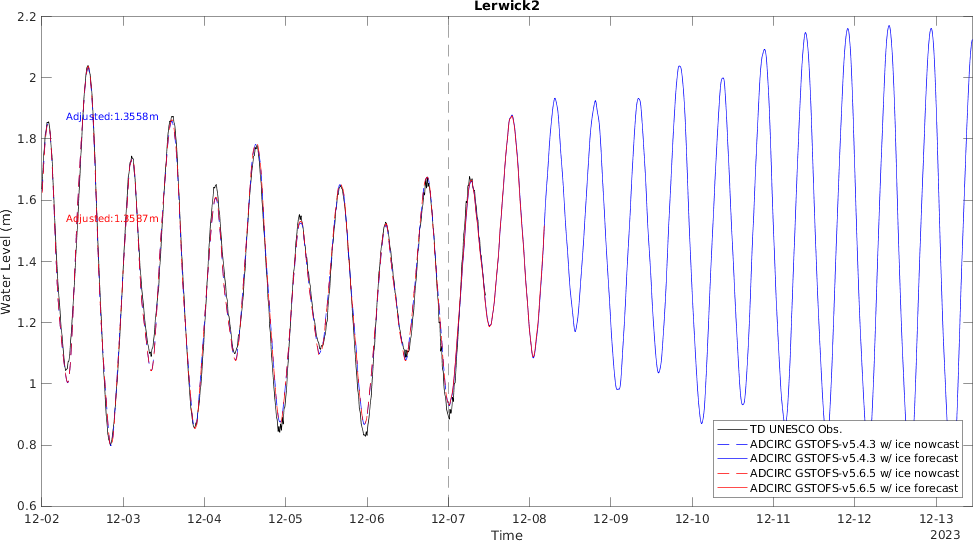 Lerwick2
2.2
2
1.8
1.6
1.4
1.2
1
0.8
0.6
Water Level (m)
Adjusted:1.3558m
Adjusted:1.3587m
TD UNESCO Obs.
ADCIRC GSTOFS-v5.4.3 w/ ice nowcast
ADCIRC GSTOFS-v5.4.3 w/ ice forecast
ADCIRC GSTOFS-v5.6.5 w/ ice nowcast
ADCIRC GSTOFS-v5.6.5 w/ ice forecast
12-02 12-03 12-04 12-05 12-06 12-07 12-08 12-09 12-10 12-11 12-12 12-13
2023
Time